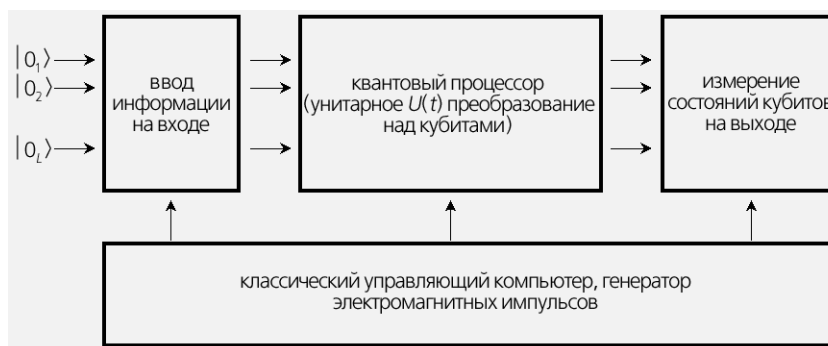 |0₁⟩
|0₂⟩
|0L⟩
ввод
информации
на входе
квантовый процессор
(унитарное U(t) преобразование
над кубитами)
измерение
состояний кубитов
на выходе
классический управляющий компьютер, генератор
электромагнитных импульсов